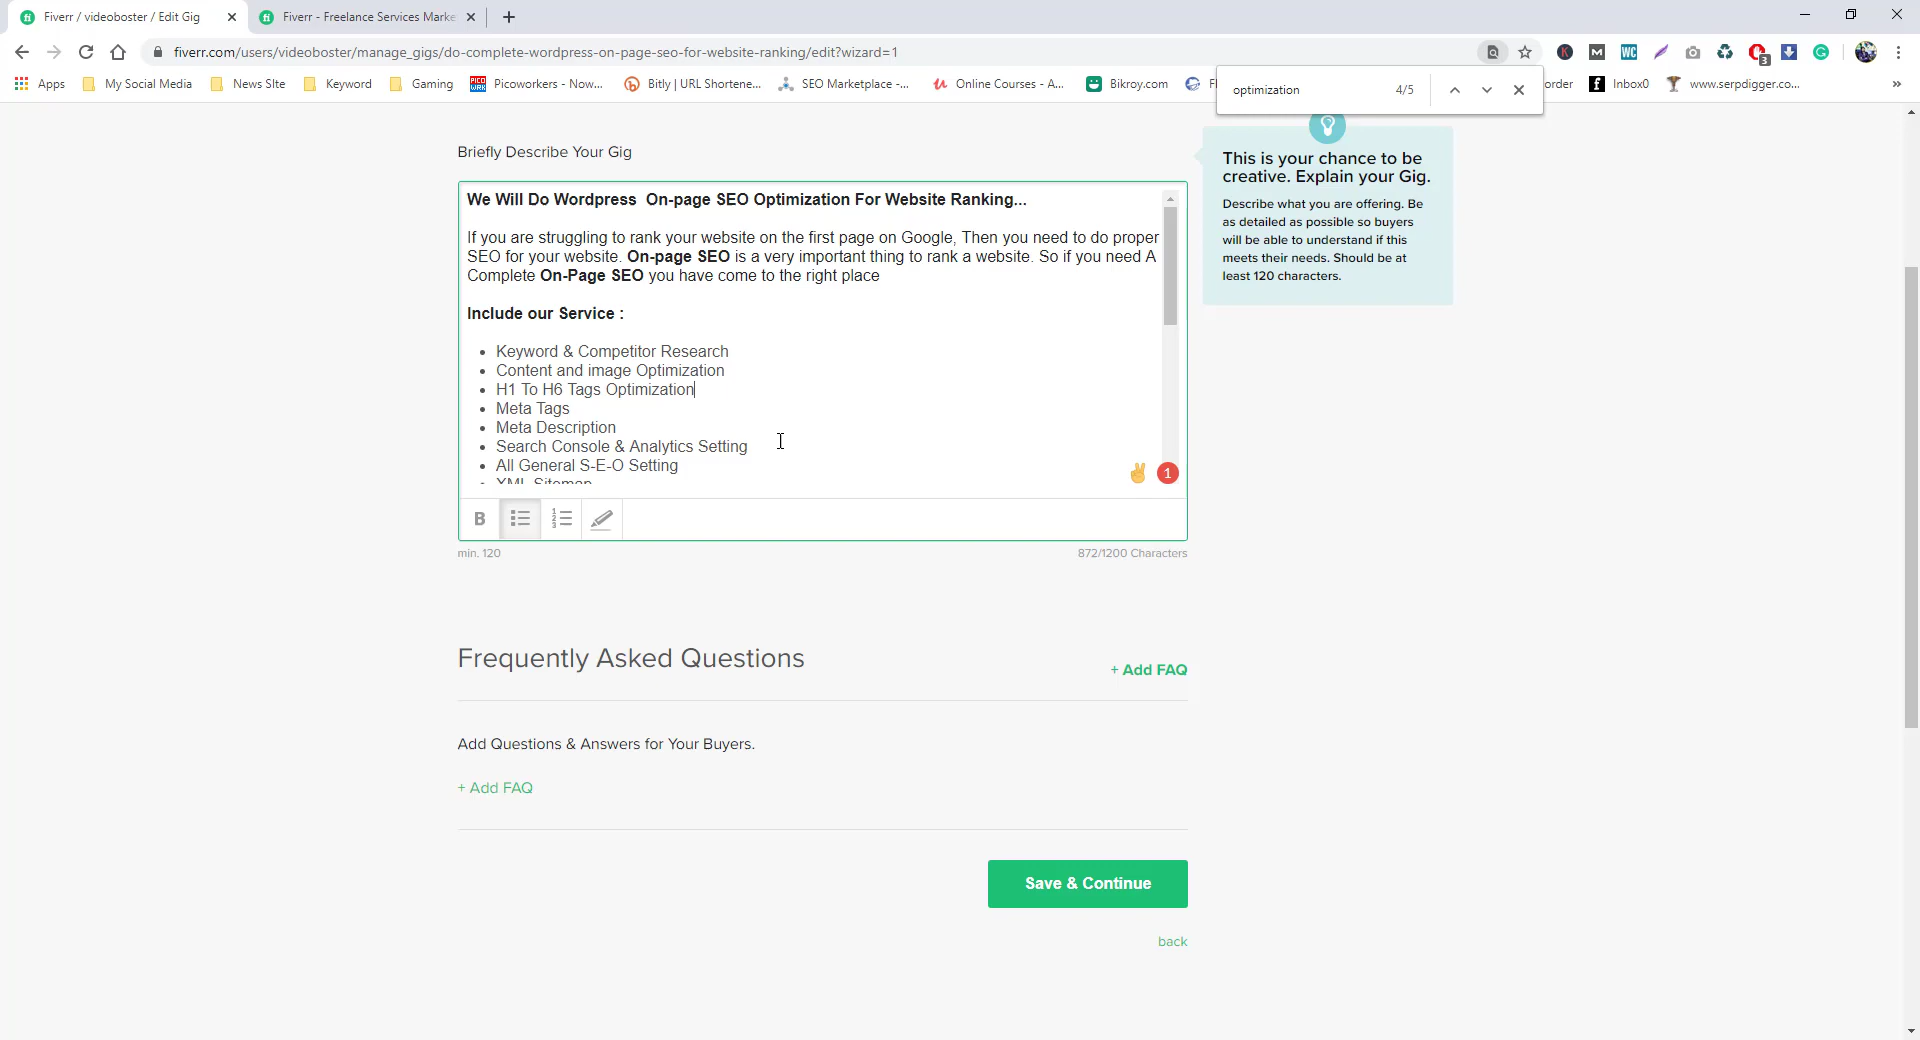 Fiverr / videoboster / Edit Gig
Fiverr - Freelance Services Marke
fiverr.com/users/videoboster/manage_gigs/do-complete-wordpress-on-page-seo-for-website-ranking/edit?wizard=1
Apps
My Social Media
News SIte
Keyword
Gaming
Picoworkers - Now...
Bitly | URL Shortene...
SEO Marketplace -...
Online Courses - A...
Bikroy.com
order
Inbox0
www.serpdigger.co...
optimization
4/5
Briefly Describe Your Gig
We Will Do Wordpress  On-page SEO Optimization For Website Ranking...
If you are struggling to rank your website on the first page on Google, Then you need to do proper
SEO for your website. On-page SEO is a very important thing to rank a website. So if you need A
Complete On-Page SEO you have come to the right place
Include our Service :
• Keyword & Competitor Research
• Content and image Optimization
• H1 To H6 Tags Optimization
• Meta Tags
• Meta Description
• Search Console & Analytics Setting
• All General S-E-O Setting
• XML Sitemap
1
B
min. 120
872/1200 Characters
This is your chance to be
creative. Explain your Gig.
Describe what you are offering. Be
as detailed as possible so buyers
will be able to understand if this
meets their needs. Should be at
least 120 characters.
Frequently Asked Questions
+ Add FAQ
Add Questions & Answers for Your Buyers.
+ Add FAQ
Save & Continue
back